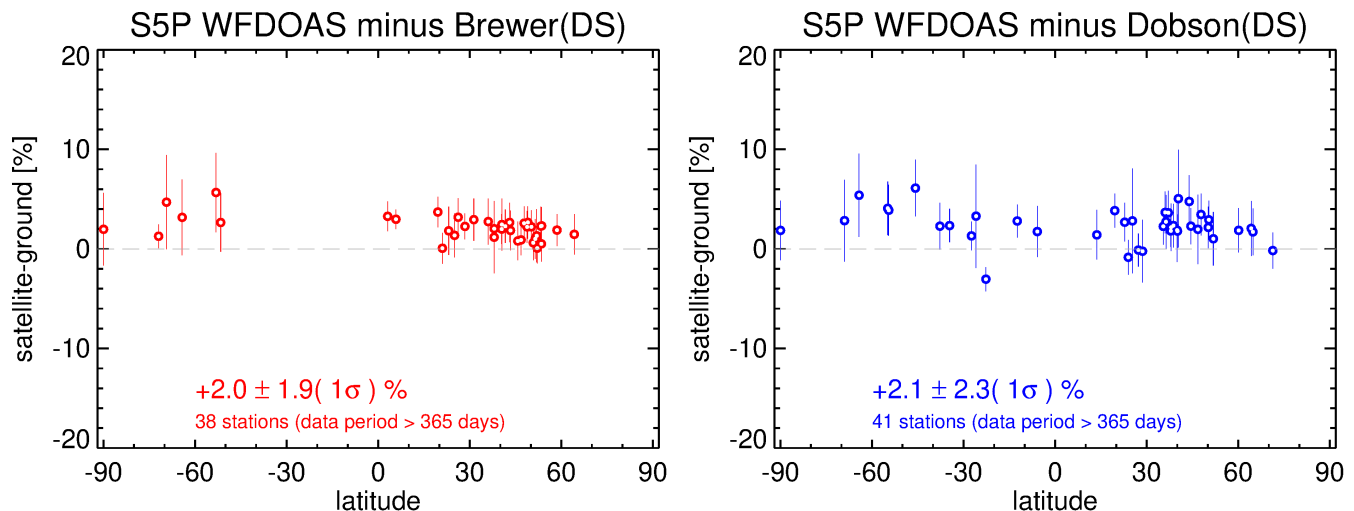 S5P WFDOAS minus Brewer(DS)
satellite-ground [%]
20
10
0
-10
-20
+2.0 ± 1.9( 1σ ) %
38 stations (data period > 365 days)
-90 -60 -30 0 30 60 90
latitude
S5P WFDOAS minus Dobson(DS)
satellite-ground [%]
20
10
0
-10
-20
+2.1 ± 2.3( 1σ ) %
41 stations (data period > 365 days)
-90 -60 -30 0 30 60 90
latitude